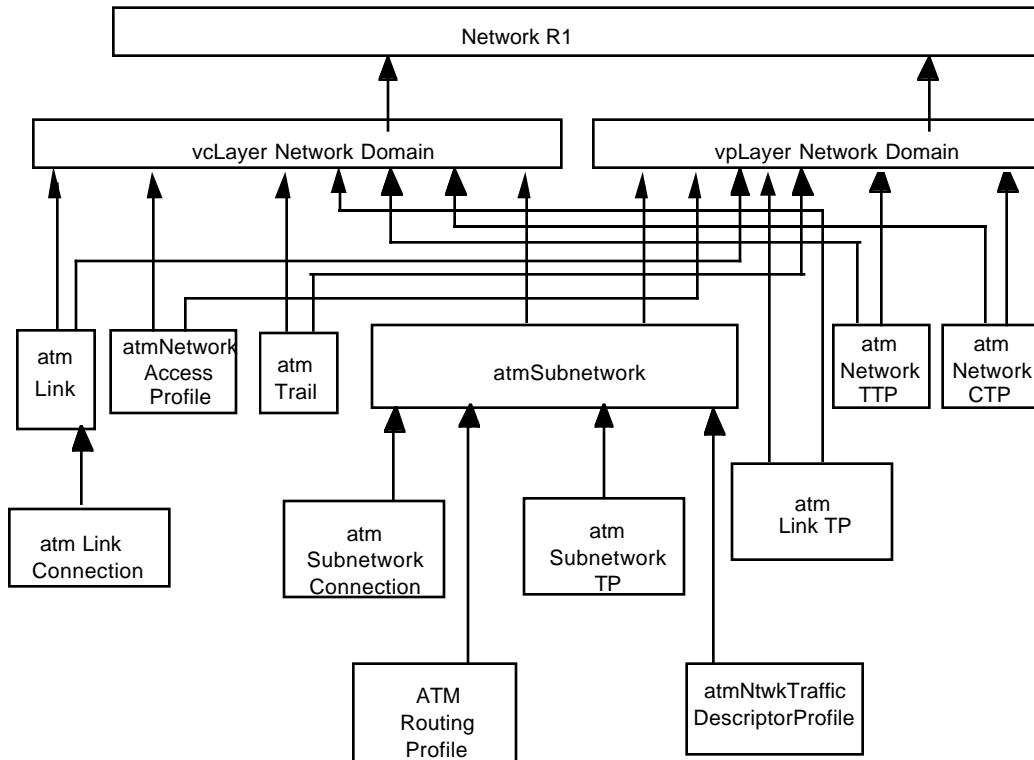 Network R1
vcLayer Network Domain
vpLayer Network Domain
atm
Link
atmNetwork
Access
Profile
atm
Trail
atmSubnetwork
atm
Network
TTP
atm
Network
CTP
atm Link
Connection
atm
Subnetwork
Connection
atm
Subnetwork
TP
atm
Link TP
ATM
Routing
Profile
atmNtwkTraffic
DescriptorProfile